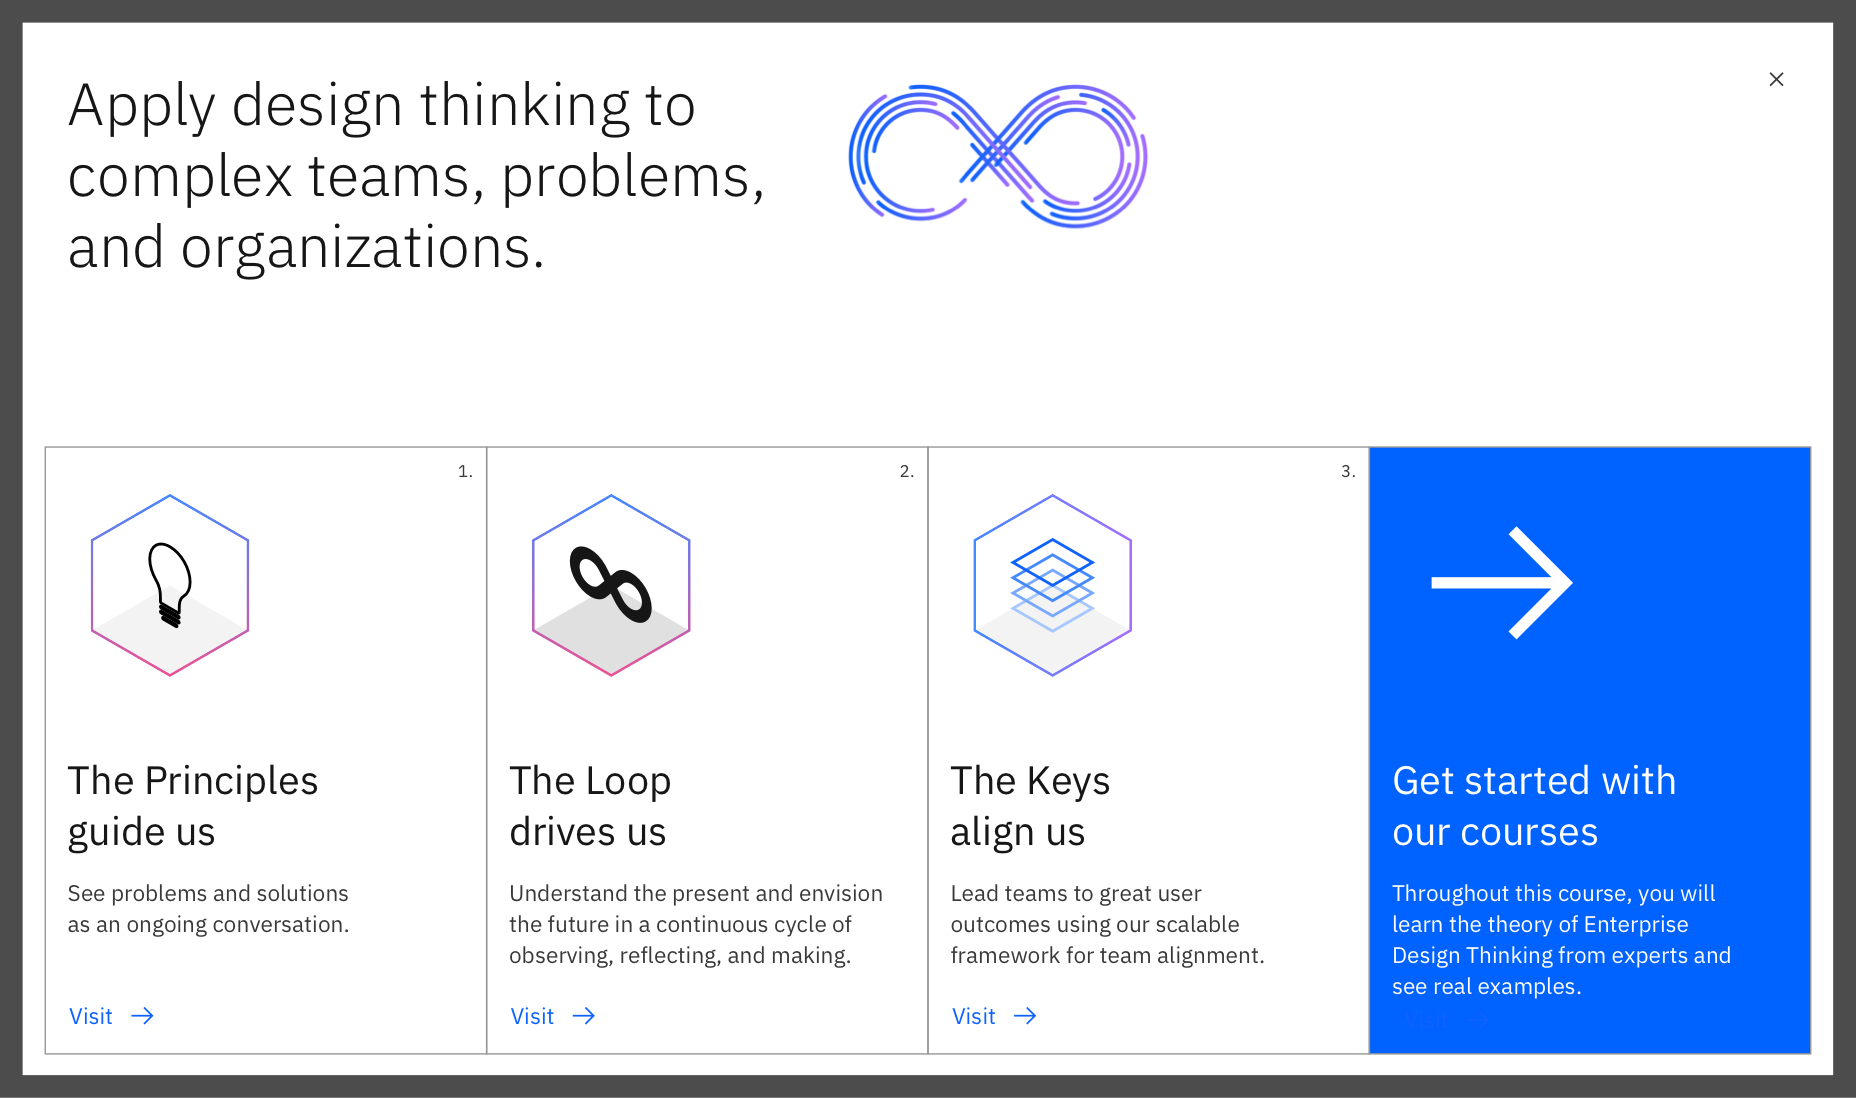 Apply design thinking to
complex teams, problems,
and organizations.
1.
The Principles
guide us
See problems and solutions
as an ongoing conversation.
Visit
2.
The Loop
drives us
Understand the present and envision
the future in a continuous cycle of
observing, reflecting, and making.
Visit
3.
The Keys
align us
Lead teams to great user
outcomes using our scalable
framework for team alignment.
Visit
Get started with
our courses
Throughout this course, you will
learn the theory of Enterprise
Design Thinking from experts and
see real examples.
Visit